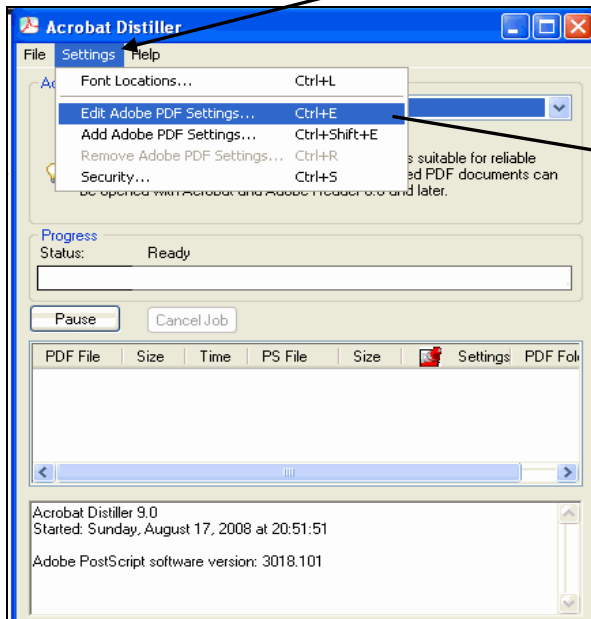 Acrobat Distiller
File Settings Help
Font Locations... Ctrl+L
Edit Adobe PDF Settings... Ctrl+E
Add Adobe PDF Settings... Ctrl+Shift+E
Remove Adobe PDF Settings... Ctrl+R
s suitable for reliable
Security... Ctrl+S
ed PDF documents can
be opened with Acrobat and Adobe Reader and later.
Progress
Status: Ready
Pause Cancel Job
PDF File Size Time PS File Size Settings PDF Fol
Acrobat Distiller 9.0
Started: Sunday, August 17, 2008 at 20:51:51
Adobe PostScript software version: 3018.101